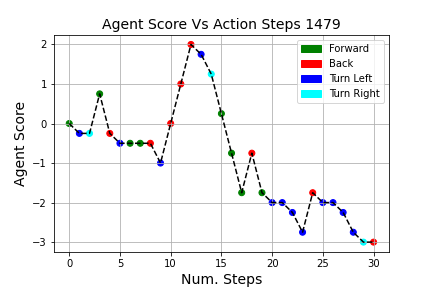 Agent Score Vs Action Steps 1479
Forward
Back
Turn Left
Turn Right
Agent Score
2
1
0
−1
−2
−3
0 5 10 15 20 25 30
Num. Steps